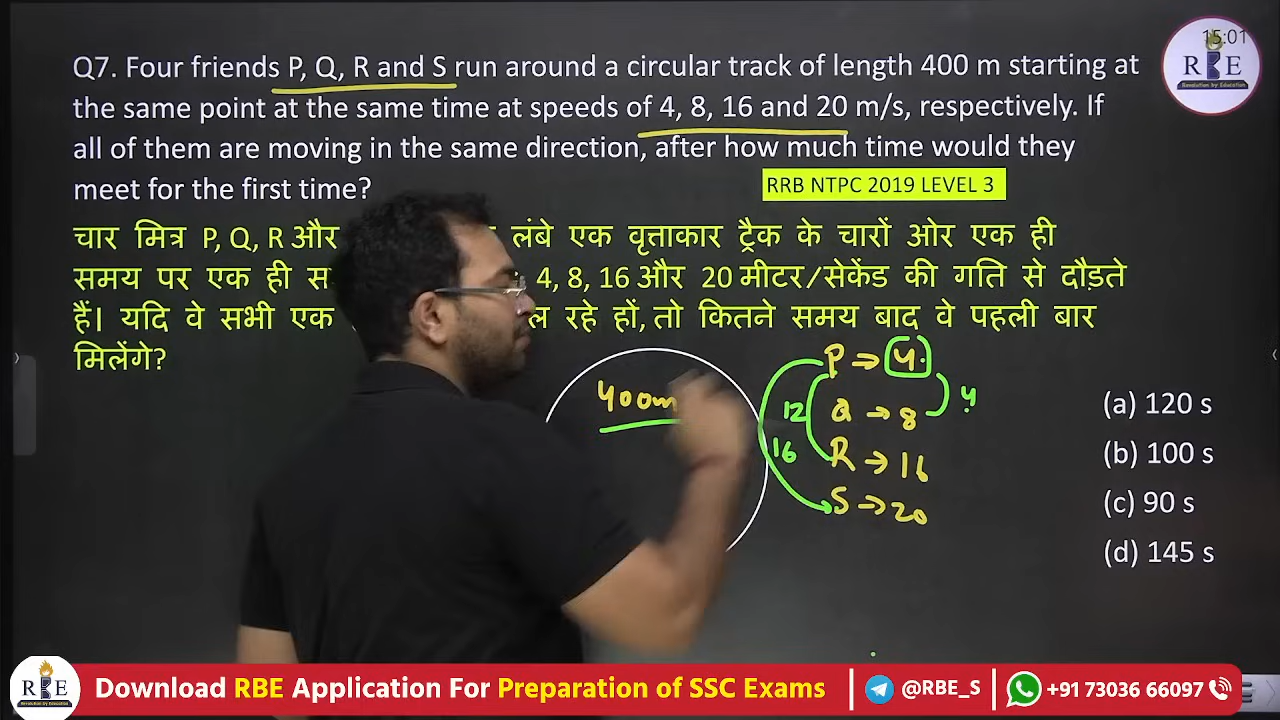 15:01
RBE
Revolution by Education
Q7. Four friends P, Q, R and S run around a circular track of length 400 m starting at
the same point at the same time at speeds of 4, 8, 16 and 20 m/s, respectively. If
all of them are moving in the same direction, after how much time would they
meet for the first time?
RRB NTPC 2019 LEVEL 3
चार मित्र P, Q, R और लंबे एक वृत्ताकार ट्रैक के चारों ओर एक ही
समय पर एक ही 4, 8, 16 और 20 मीटर/सेकेंड की गति से दौड़ते
हैं। यदि वे सभी एक रहे हों, तो कितने समय बाद वे पहली बार
मिलेंगे?
400m
P → 4
Q → 8
R → 16
S → 20
4
12
16
(a) 120 s
(b) 100 s
(c) 90 s
(d) 145 s
RBE
Download RBE Application For Preparation of SSC Exams
@RBE_S
+91 73036 66097